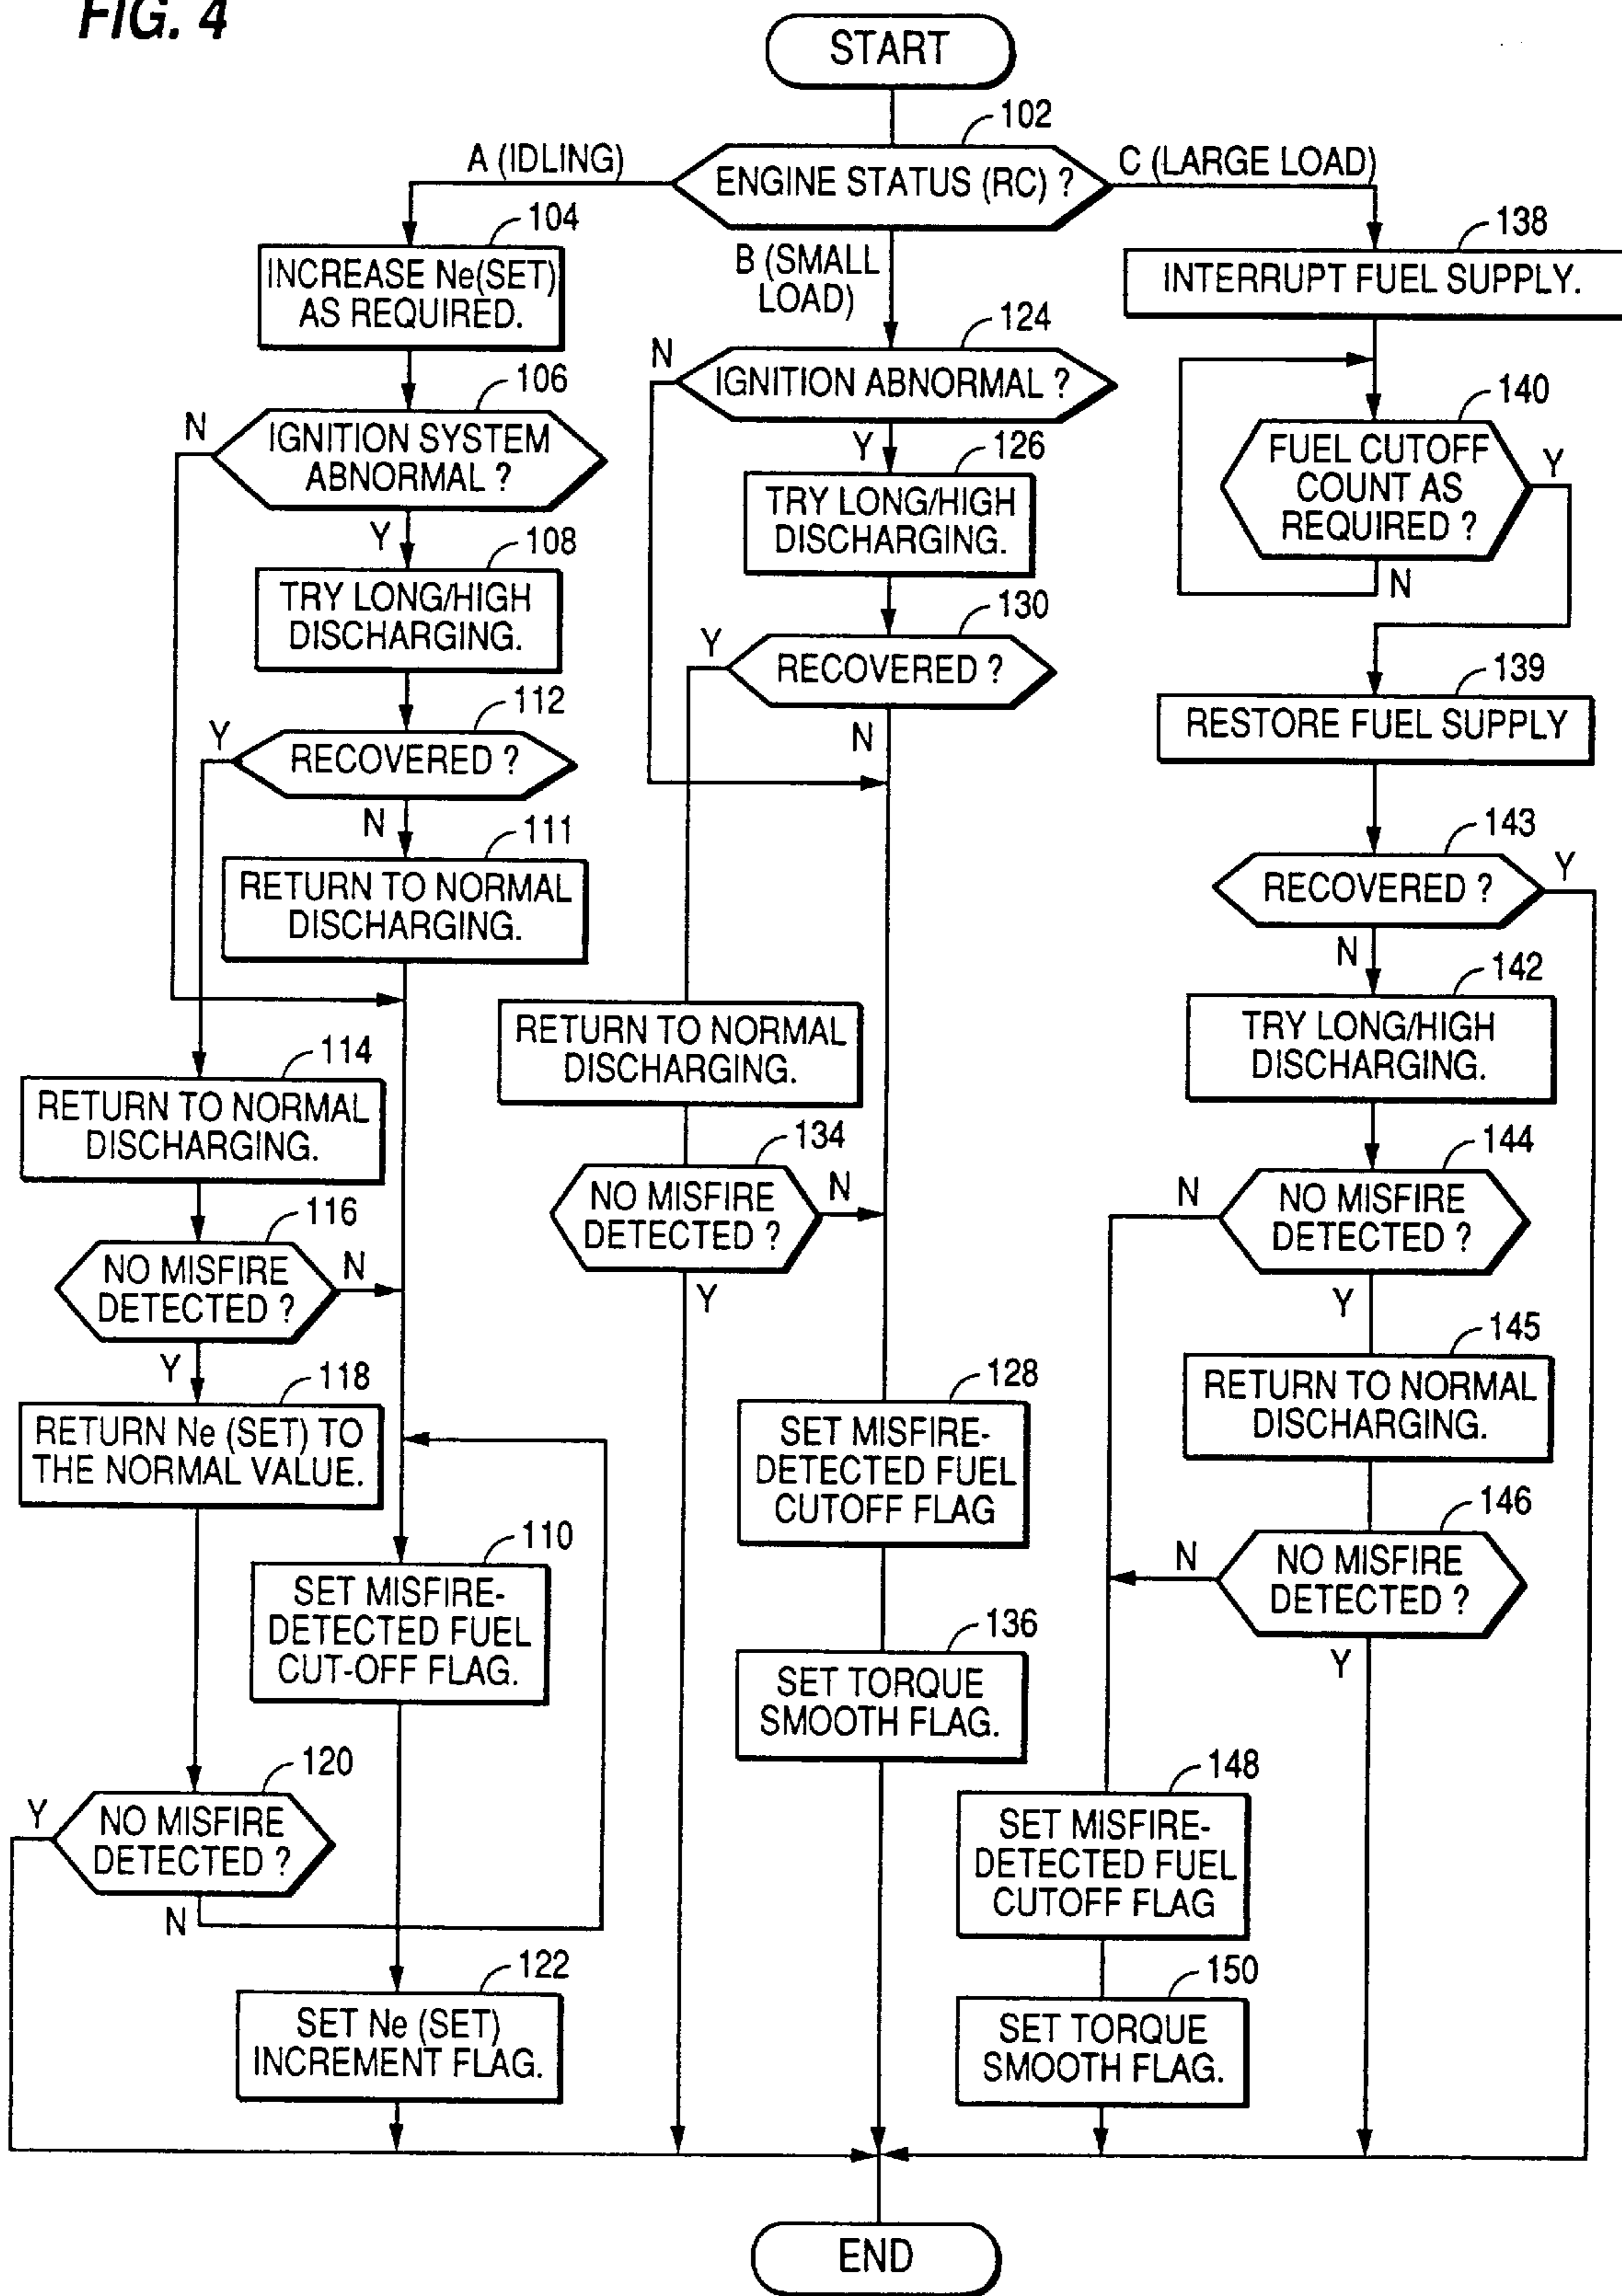 FIG. 4
START
102
A (IDLING)
ENGINE STATUS (RC) ?
C (LARGE LOAD)
B (SMALL
LOAD)
104
INCREASE Ne(SET)
AS REQUIRED.
106
N
IGNITION SYSTEM
ABNORMAL ?
Y
108
TRY LONG/HIGH
DISCHARGING.
112
Y
RECOVERED ?
N
111
RETURN TO NORMAL
DISCHARGING.
114
RETURN TO NORMAL
DISCHARGING.
116
NO MISFIRE
DETECTED ?
N
Y
118
RETURN Ne (SET) TO
THE NORMAL VALUE.
110
SET MISFIRE-
DETECTED FUEL
CUT-OFF FLAG.
120
Y
NO MISFIRE
DETECTED ?
N
122
SET Ne (SET)
INCREMENT FLAG.
124
N
IGNITION ABNORMAL ?
Y
126
TRY LONG/HIGH
DISCHARGING.
130
Y
RECOVERED ?
N
RETURN TO NORMAL
DISCHARGING.
134
NO MISFIRE
DETECTED ?
N
Y
128
SET MISFIRE-
DETECTED FUEL
CUTOFF FLAG
136
SET TORQUE
SMOOTH FLAG.
138
INTERRUPT FUEL SUPPLY.
140
FUEL CUTOFF
COUNT AS
REQUIRED ?
Y
N
139
RESTORE FUEL SUPPLY
143
RECOVERED ?
Y
N
142
TRY LONG/HIGH
DISCHARGING.
144
N
NO MISFIRE
DETECTED ?
Y
145
RETURN TO NORMAL
DISCHARGING.
146
N
NO MISFIRE
DETECTED ?
Y
148
SET MISFIRE-
DETECTED FUEL
CUTOFF FLAG
150
SET TORQUE
SMOOTH FLAG.
END